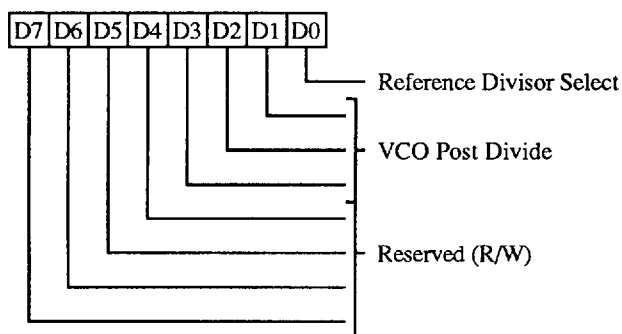 D7 D6 D5 D4 D3 D2 D1 D0
Reference Divisor Select
VCO Post Divide
Reserved (R/W)